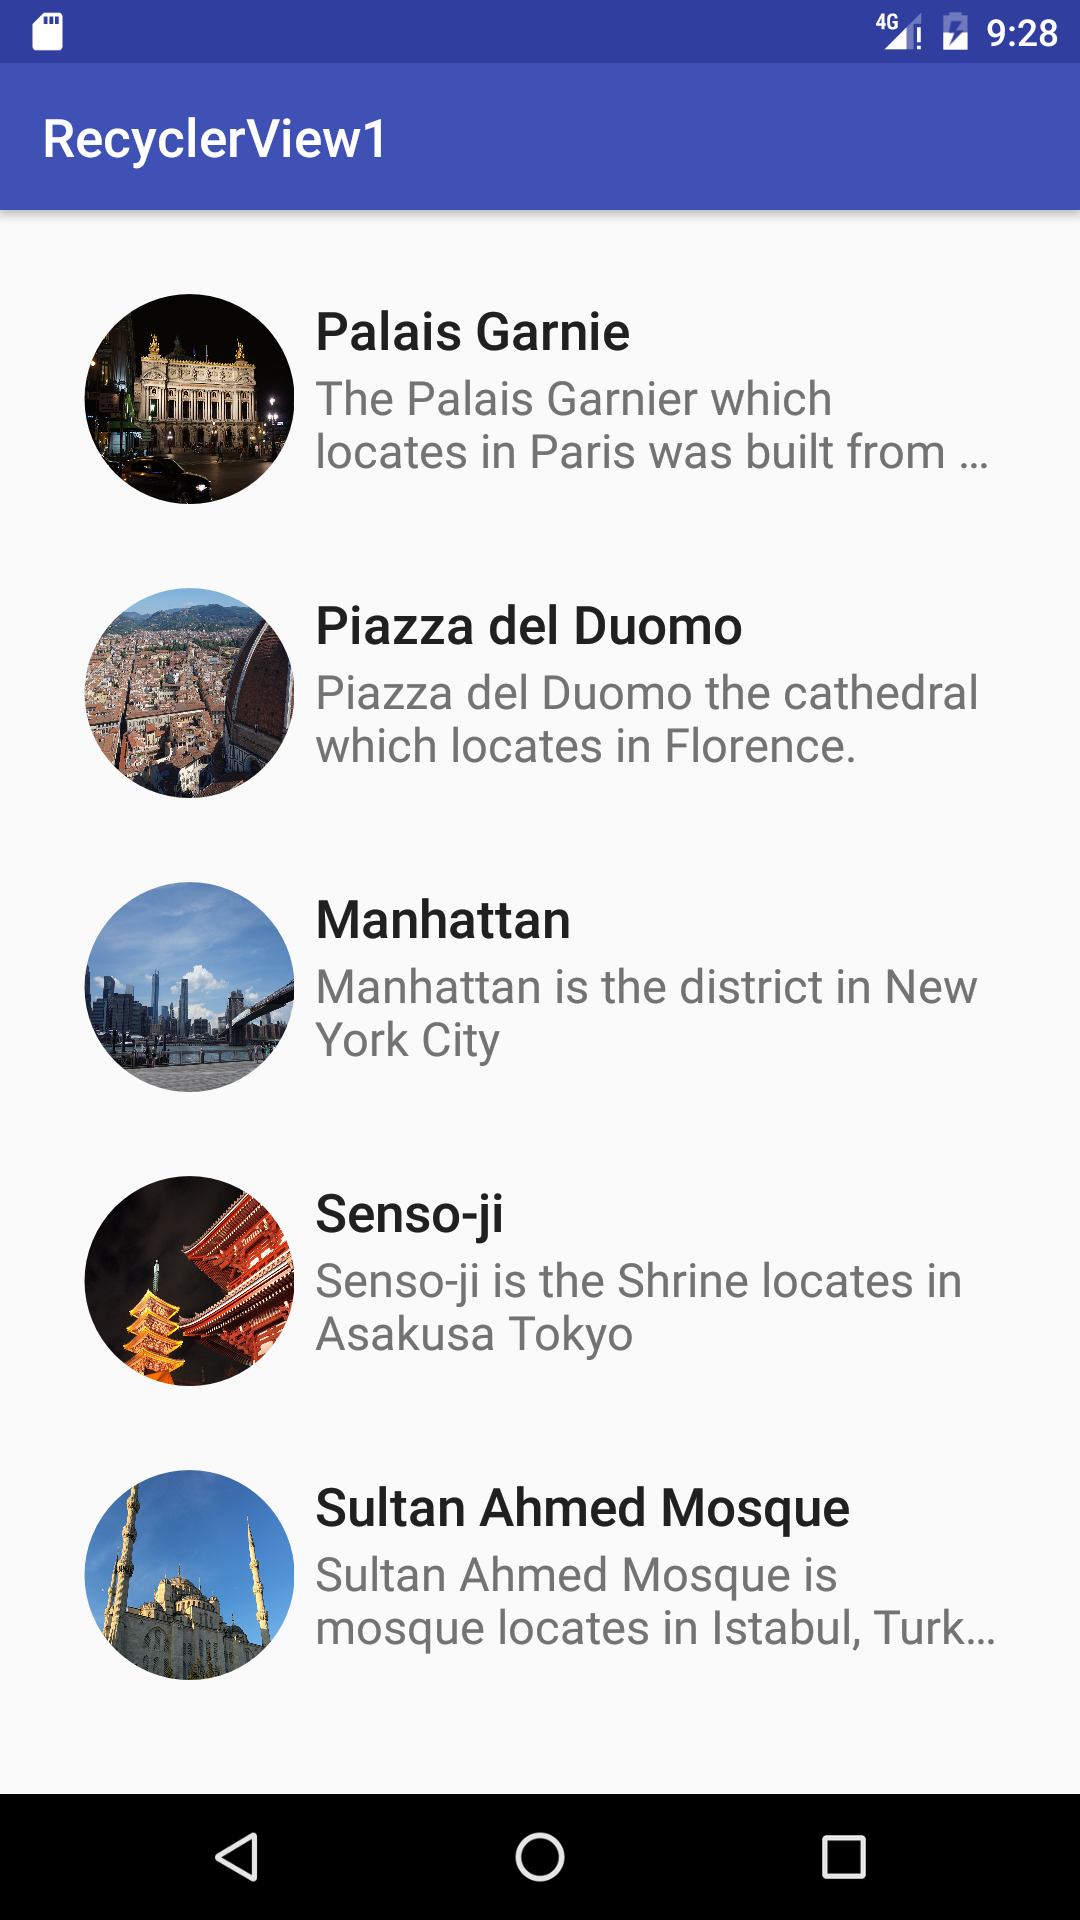 4G 9:28
RecyclerView1
Palais Garnie
The Palais Garnier which
locates in Paris was built from ...
Piazza del Duomo
Piazza del Duomo the cathedral
which locates in Florence.
Manhattan
Manhattan is the district in New
York City
Senso-ji
Senso-ji is the Shrine locates in
Asakusa Tokyo
Sultan Ahmed Mosque
Sultan Ahmed Mosque is
mosque locates in Istabul, Turk...